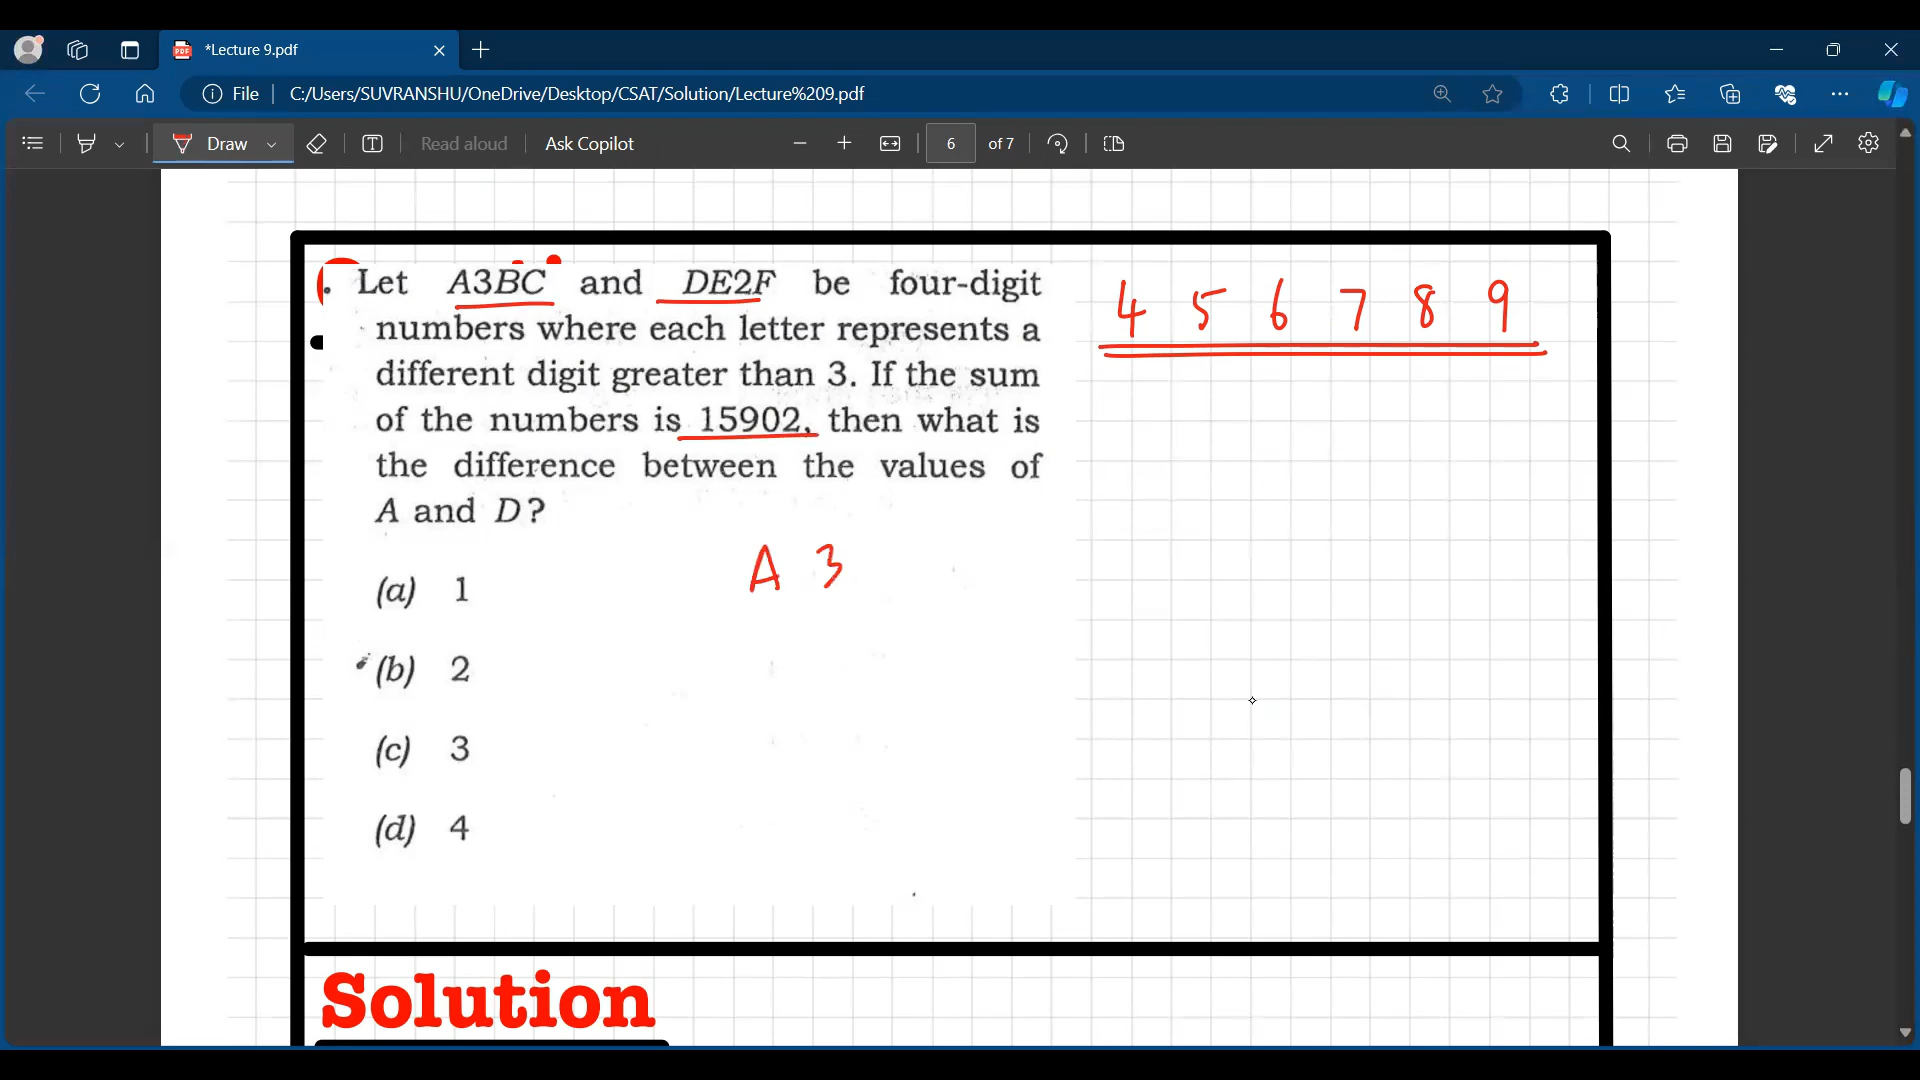 *Lecture 9.pdf
File C:/Users/SUVRANSHU/OneDrive/Desktop/CSAT/Solution/Lecture%209.pdf
Draw Read aloud Ask Copilot 6 of 7
. Let A3BC and DE2F be four-digit
numbers where each letter represents a
different digit greater than 3. If the sum
of the numbers is 15902, then what is
the difference between the values of
A and D?
(a) 1
(b) 2
(c) 3
(d) 4
4 5 6 7 8 9
A 3
Solution